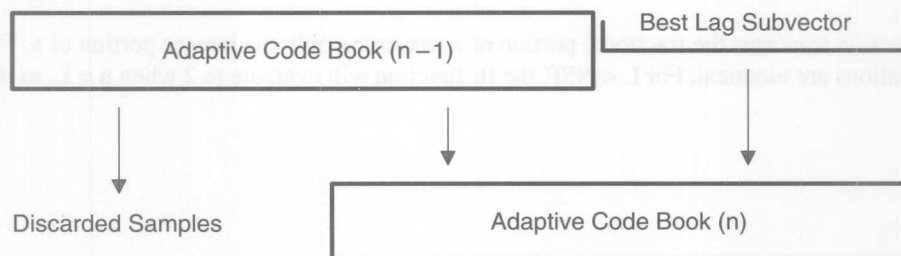 Best Lag Subvector
Adaptive Code Book (n−1)
Discarded Samples
Adaptive Code Book (n)